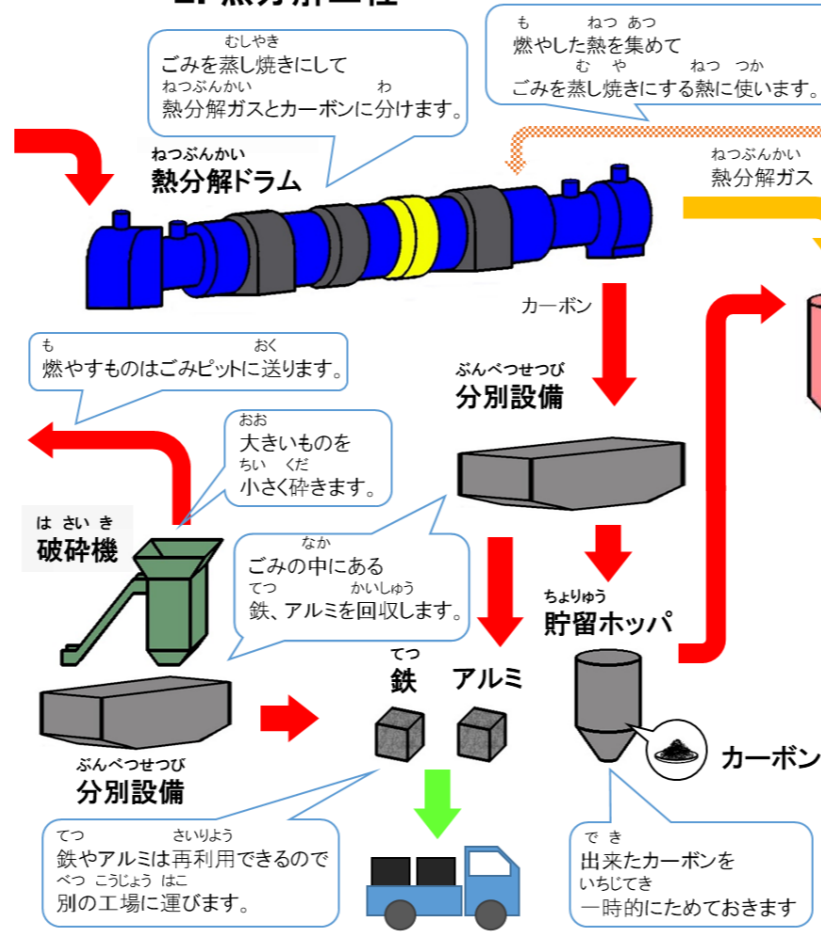 むしやき
ごみを蒸し焼きにして
ねつぶんかい わ
熱分解ガスとカーボンに分けます。
も ねつ あつ
燃やした熱を集めて
む や ねつ つか
ごみを蒸し焼きにする熱に使います。
ねつぶんかい
熱分解ドラム
ねつぶんかい
熱分解ガス
カーボン
も おく
燃やすものはごみピットに送ります。
ぶんべつせつび
分別設備
おお
大きいものを
ちい くだ
小さく砕きます。
は さい き
破砕機
なか
ごみの中にある
てつ かいしゅう
鉄、アルミを回収します。
ちょりゅう
貯留ホッパ
てつ
鉄 アルミ
カーボン
ぶんべつせつび
分別設備
てつ さいりよう
鉄やアルミは再利用できるので
べつ こうじょう はこ
別の工場に運びます。
で き
出来たカーボンを
いちじてき
一時的にためておきます